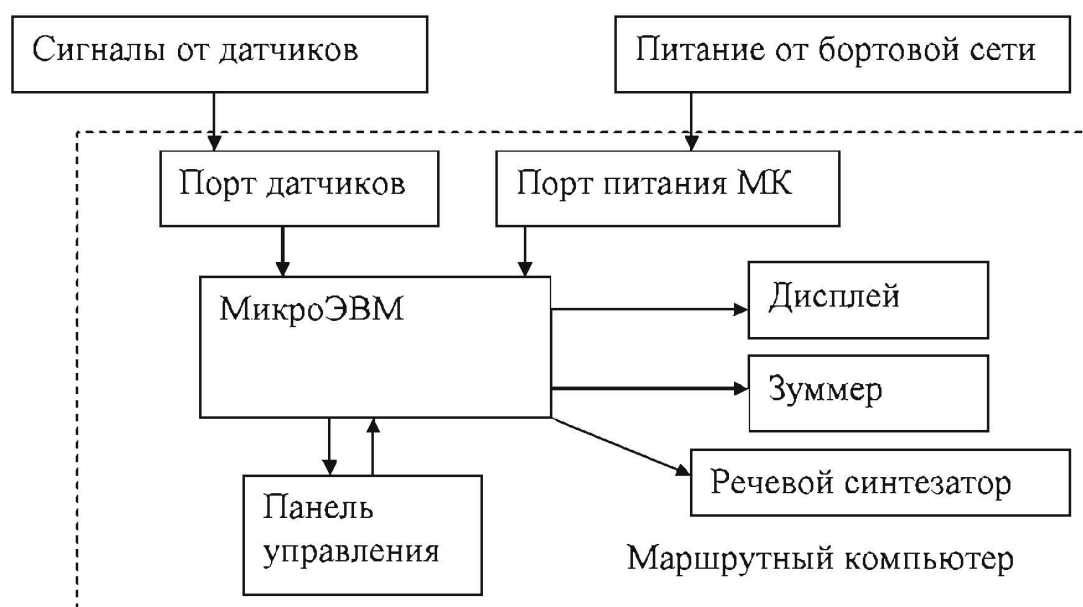 Сигналы от датчиков
Питание от бортовой сети
Порт датчиков
Порт питания МК
МикроЭВМ
Дисплей
Зуммер
Речевой синтезатор
Панель
управления
Маршрутный компьютер